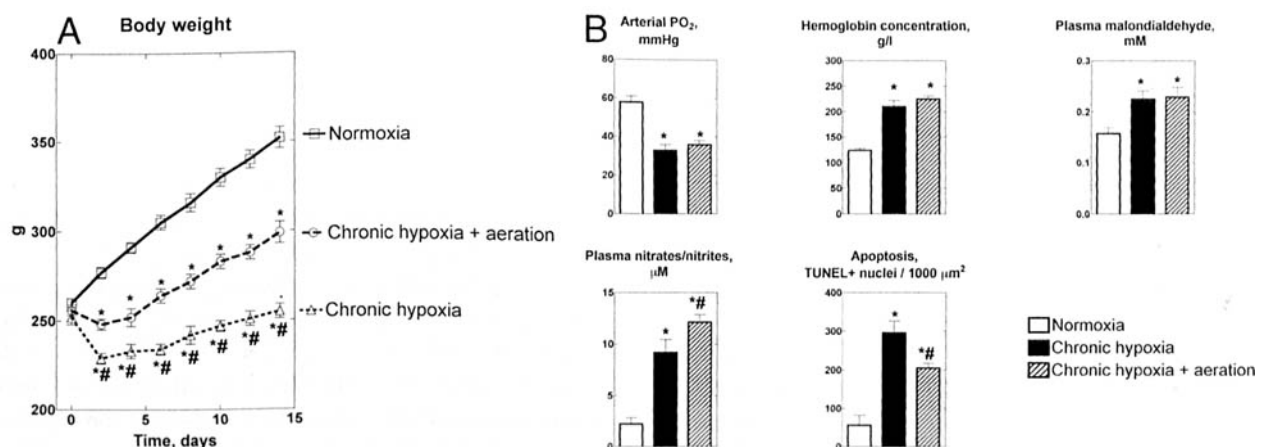 A
Body weight
400
350
300
250
200
g
0
5
10
15
Time, days
Normoxia
Chronic hypoxia + aeration
Chronic hypoxia
*
*
*
*
*
*
*
*#
*#
*#
*#
*#
*#
*#
B
Arterial PO2,
mmHg
80
60
40
20
0
*
*
Hemoglobin concentration,
g/l
300
250
200
150
100
50
0
*
*
Plasma malondialdehyde,
mM
0.3
0.2
0.1
0.0
*
*
Plasma nitrates/nitrites,
μM
15
10
5
0
*
*#
Apoptosis,
TUNEL+ nuclei / 1000 μm²
400
300
200
100
0
*
*#
Normoxia
Chronic hypoxia
Chronic hypoxia + aeration